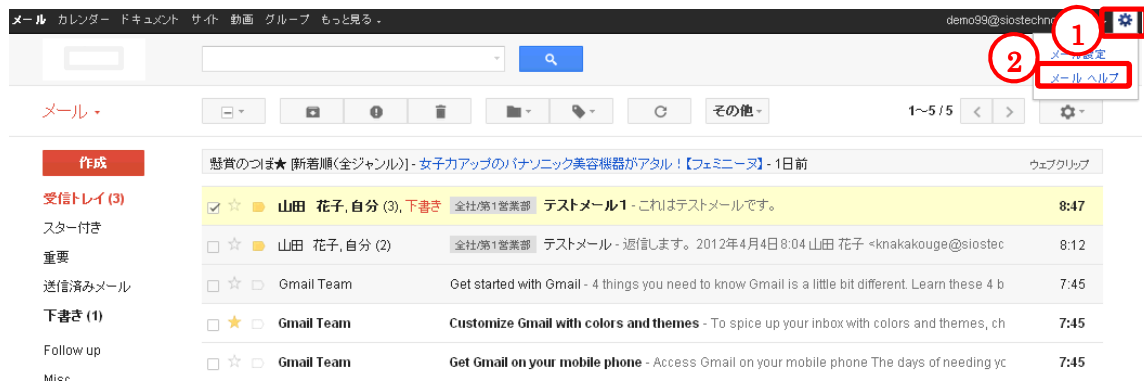 メール カレンダー ドキュメント サイト 動画 グループ もっと見る
demo99@siostechno
1
2
メール設定
メール ヘルプ
メール
その他
1～5 / 5
作成
懸賞のつぼ★ [新着順(全ジャンル)] - 女子力アップのパナソニック美容機器がアタル！【フェミニーヌ】 - 1日前 ウェブクリップ
受信トレイ (3)
スター付き
重要
送信済みメール
下書き (1)
Follow up
Misc
山田 花子, 自分 (3), 下書き 全社/第1営業部 テストメール1 - これはテストメールです。 8:47
山田 花子, 自分 (2) 全社/第1営業部 テストメール - 返信します。 2012年4月4日8:04 山田 花子 <knakakouge@siostec 8:12
Gmail Team Get started with Gmail - 4 things you need to know Gmail is a little bit different. Learn these 4 b 7:45
Gmail Team Customize Gmail with colors and themes - To spice up your inbox with colors and themes, ch 7:45
Gmail Team Get Gmail on your mobile phone - Access Gmail on your mobile phone The days of needing yc 7:45